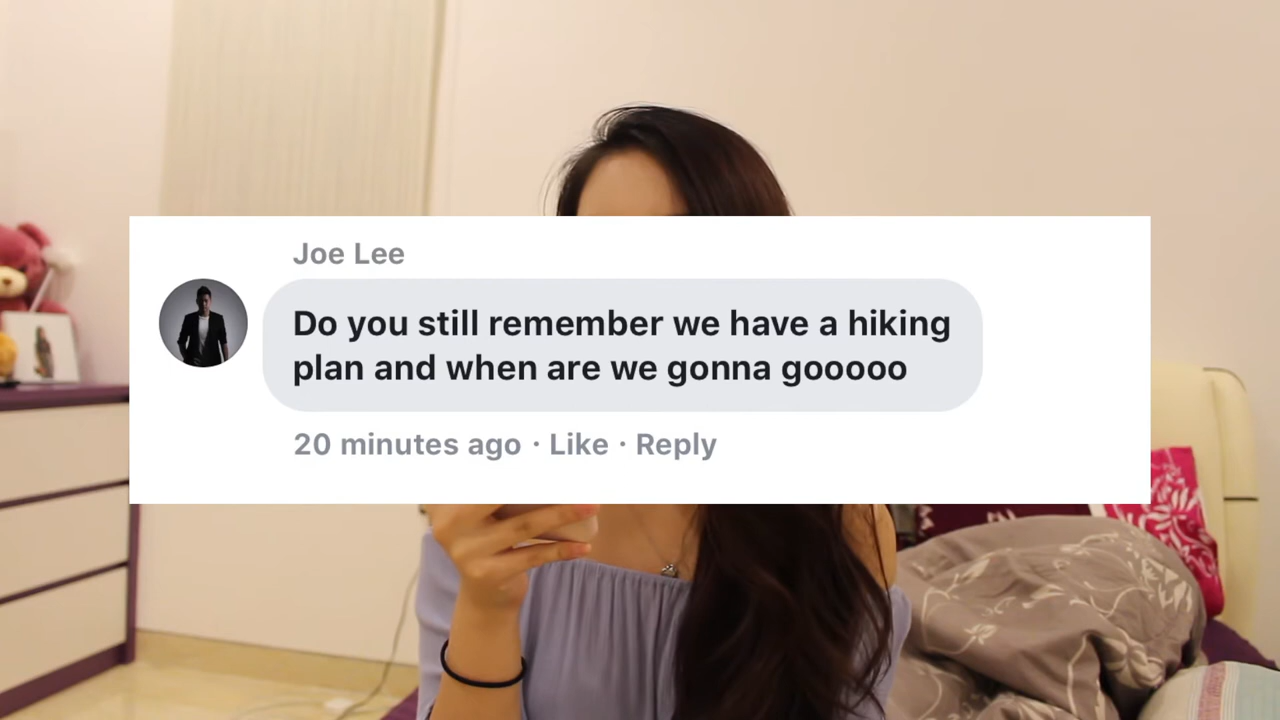 Joe Lee
Do you still remember we have a hiking
plan and when are we gonna gooooo
20 minutes ago · Like · Reply